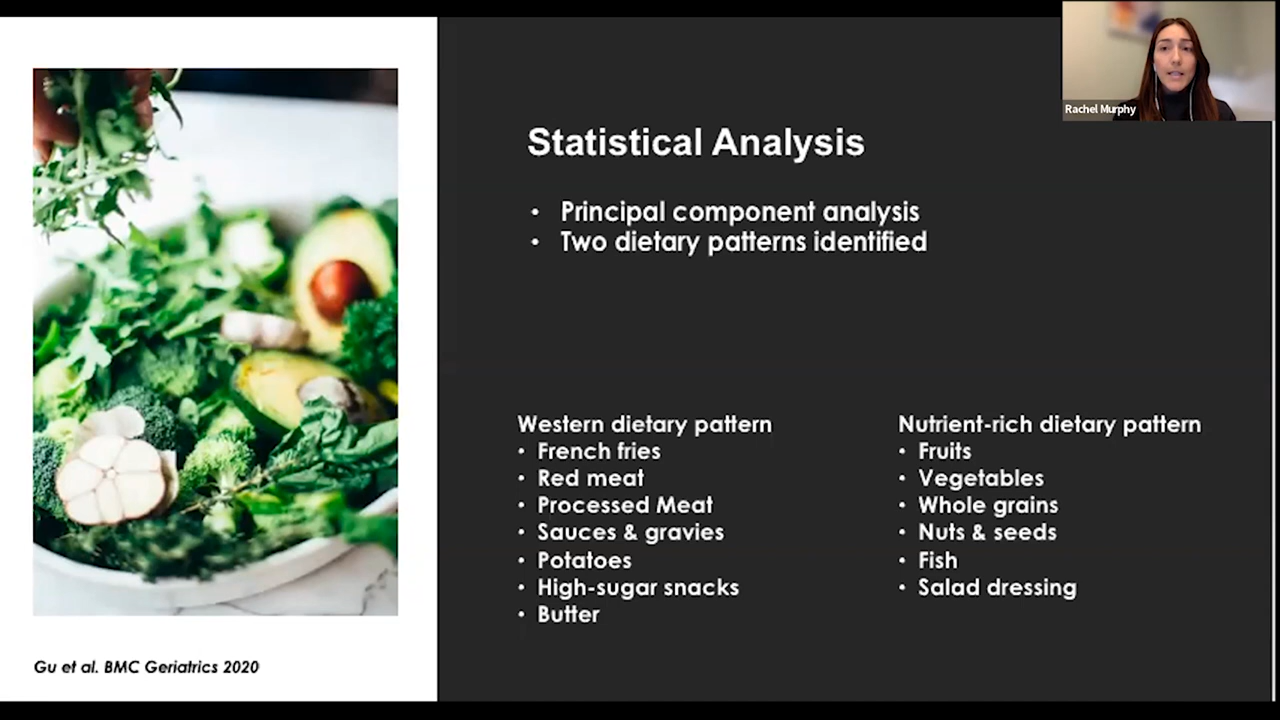 Rachel Murphy
Statistical Analysis
• Principal component analysis
• Two dietary patterns identified
Western dietary pattern
• French fries
• Red meat
• Processed Meat
• Sauces & gravies
• Potatoes
• High-sugar snacks
• Butter
Nutrient-rich dietary pattern
• Fruits
• Vegetables
• Whole grains
• Nuts & seeds
• Fish
• Salad dressing
Gu et al. BMC Geriatrics 2020